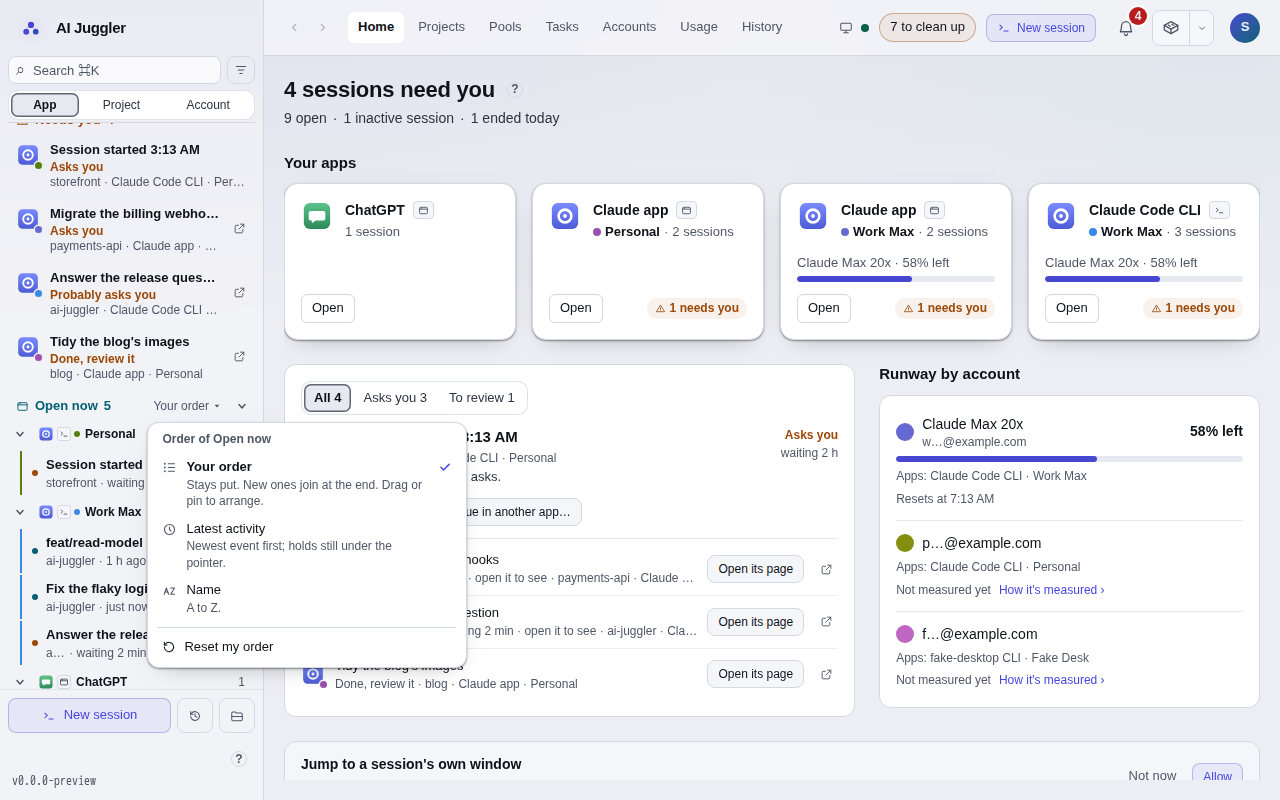 AI Juggler
Search ⌘K
App
Project
Account
Session started 3:13 AM
Asks you
storefront · Claude Code CLI · Per…
Migrate the billing webho…
Asks you
payments-api · Claude app · …
Answer the release ques…
Probably asks you
ai-juggler · Claude Code CLI …
Tidy the blog's images
Done, review it
blog · Claude app · Personal
Open now 5
Your order
Personal
Session started
storefront · waiting
Work Max
feat/read-model
ai-juggler · 1 h ago
Fix the flaky logi
ai-juggler · just now
Answer the relea
a… · waiting 2 min
ChatGPT
1
New session
?
v0.0.0-preview
Home
Projects
Pools
Tasks
Accounts
Usage
History
7 to clean up
New session
4
S
4 sessions need you
?
9 open · 1 inactive session · 1 ended today
Your apps
ChatGPT
1 session
Open
Claude app
Personal · 2 sessions
Open
1 needs you
Claude app
Work Max · 2 sessions
Claude Max 20x · 58% left
Open
1 needs you
Claude Code CLI
Work Max · 3 sessions
Claude Max 20x · 58% left
Open
1 needs you
All 4
Asks you 3
To review 1
3:13 AM
Asks you
de CLI · Personal
waiting 2 h
asks.
ue in another app…
hooks
· open it to see · payments-api · Claude …
Open its page
estion
ng 2 min · open it to see · ai-juggler · Cla…
Open its page
Tidy the blog's images
Done, review it · blog · Claude app · Personal
Open its page
Order of Open now
Your order
Stays put. New ones join at the end. Drag or
pin to arrange.
Latest activity
Newest event first; holds still under the
pointer.
AZ
Name
A to Z.
Reset my order
Runway by account
Claude Max 20x
w…@example.com
58% left
Apps: Claude Code CLI · Work Max
Resets at 7:13 AM
p…@example.com
Apps: Claude Code CLI · Personal
Not measured yet How it's measured ›
f…@example.com
Apps: fake-desktop CLI · Fake Desk
Not measured yet How it's measured ›
Jump to a session's own window
Not now
Allow